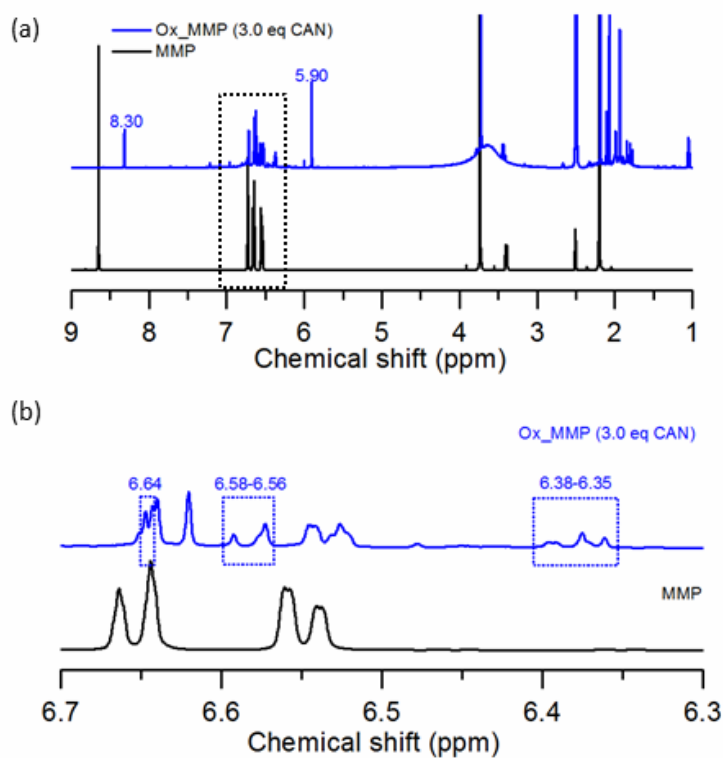 (a)
Ox_MMP (3.0 eq CAN)
MMP
5.90
8.30
9 8 7 6 5 4 3 2 1
Chemical shift (ppm)
(b)
Ox_MMP (3.0 eq CAN)
6.64 6.58-6.56 6.38-6.35
MMP
6.7 6.6 6.5 6.4 6.3
Chemical shift (ppm)